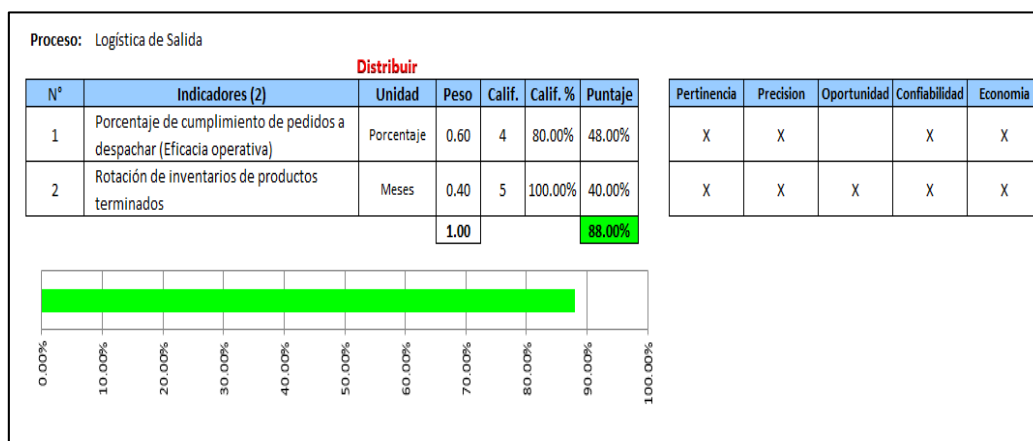 Proceso: Logística de Salida
Distribuir
N° Indicadores (2) Unidad Peso Calif. Calif. % Puntaje Pertinencia Precision Oportunidad Confiabilidad Economia
1 Porcentaje de cumplimiento de pedidos a Porcentaje 0.60 4 80.00% 48.00% X X X X
despachar (Eficacia operativa)
2 Rotación de inventarios de productos Meses 0.40 5 100.00% 40.00% X X X X X
terminados
1.00 88.00%
0.00% 10.00% 20.00% 30.00% 40.00% 50.00% 60.00% 70.00% 80.00% 90.00% 100.00%